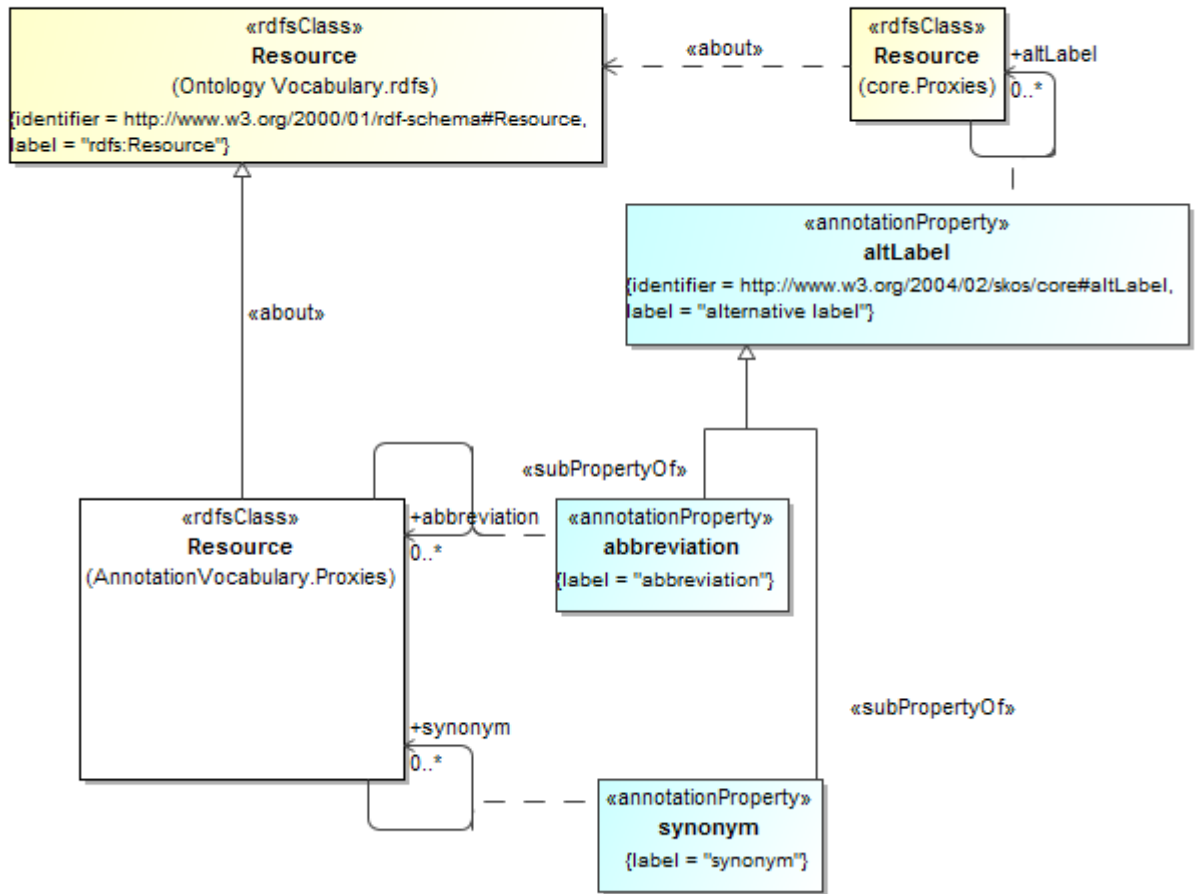 «rdfsClass»
Resource
(Ontology Vocabulary.rdfs)
{identifier = http://www.w3.org/2000/01/rdf-schema#Resource,
label = "rdfs:Resource"}
«about»
«rdfsClass»
Resource
(core.Proxies)
+altLabel
0..*
«annotationProperty»
altLabel
{identifier = http://www.w3.org/2004/02/skos/core#altLabel,
label = "alternative label"}
«about»
«subPropertyOf»
«rdfsClass»
Resource
(AnnotationVocabulary.Proxies)
+abbreviation
0..*
«annotationProperty»
abbreviation
{label = "abbreviation"}
«subPropertyOf»
+synonym
0..*
«annotationProperty»
synonym
{label = "synonym"}